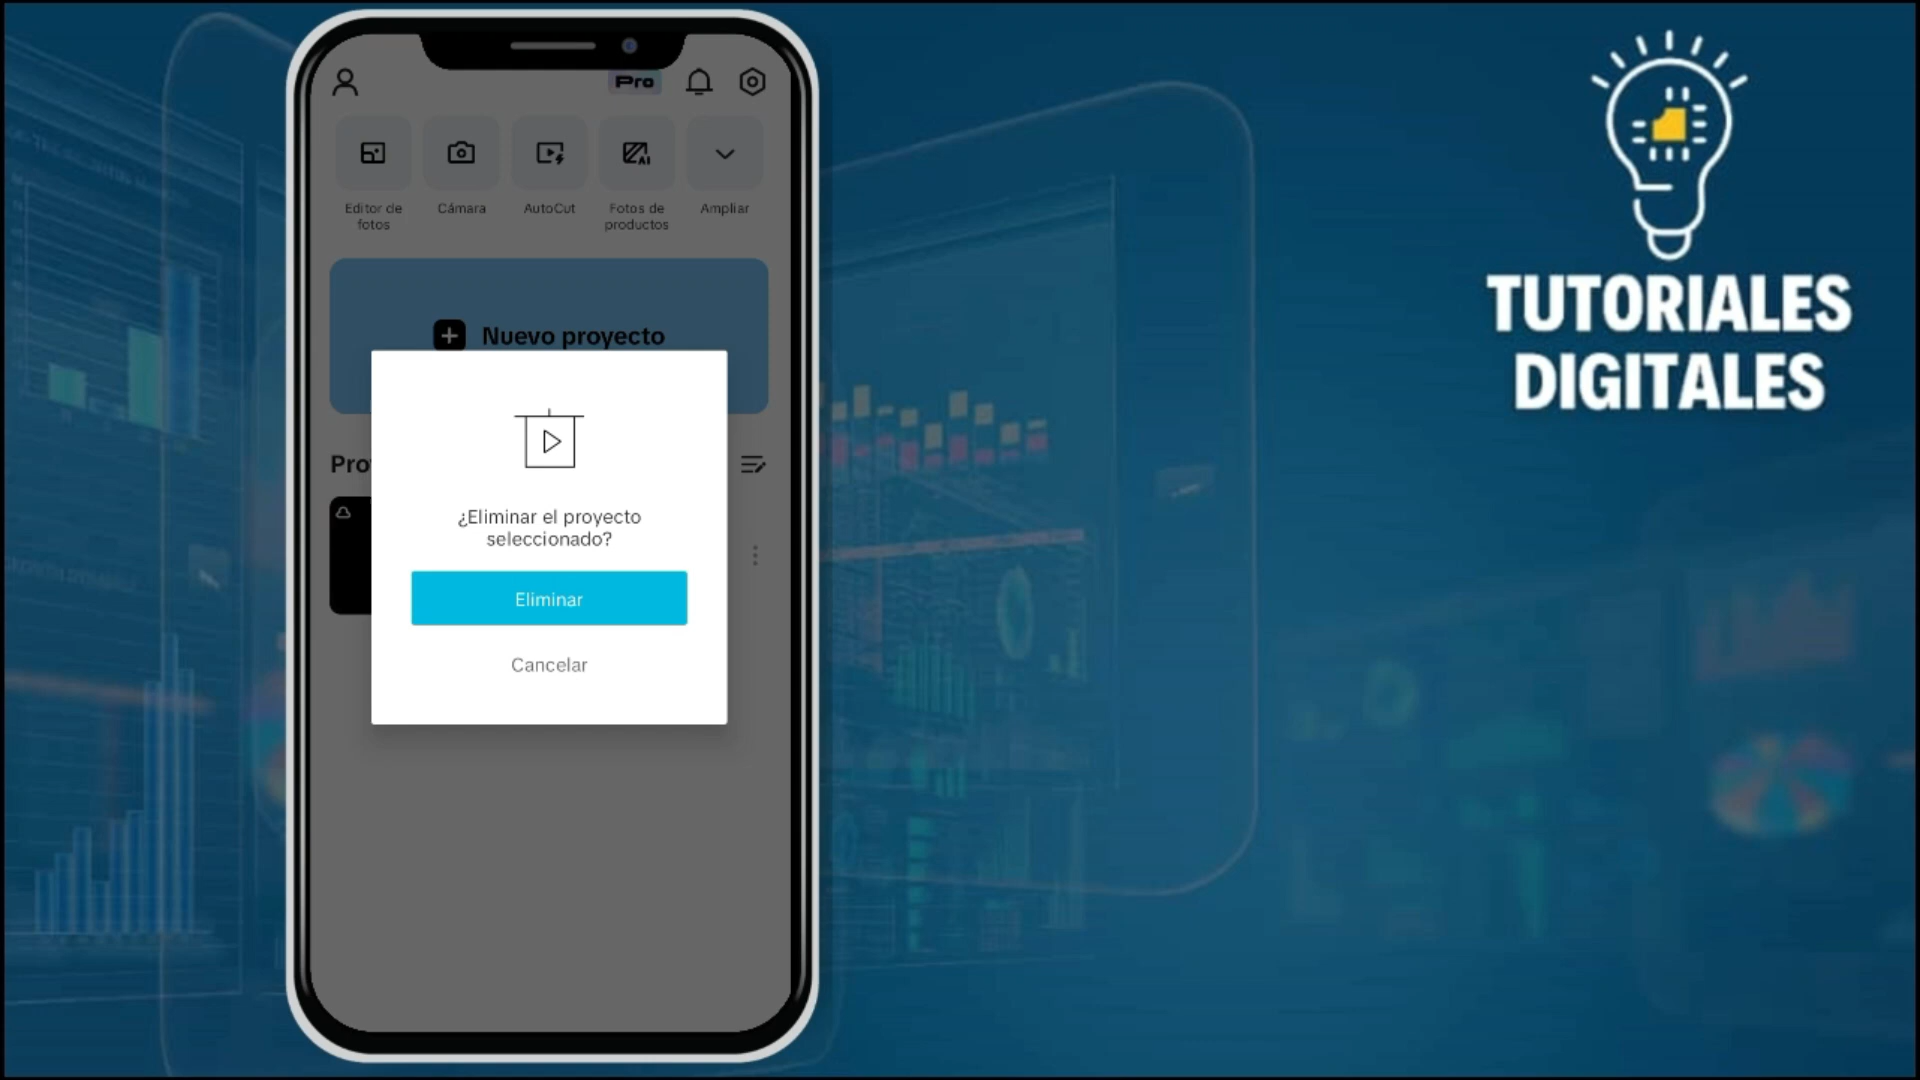 Pro
Editor de
fotos
Cámara
AutoCut
Fotos de
productos
Ampliar
AI
Nuevo proyecto
Pro
¿Eliminar el proyecto
seleccionado?
Eliminar
Cancelar
TUTORIALES
DIGITALES